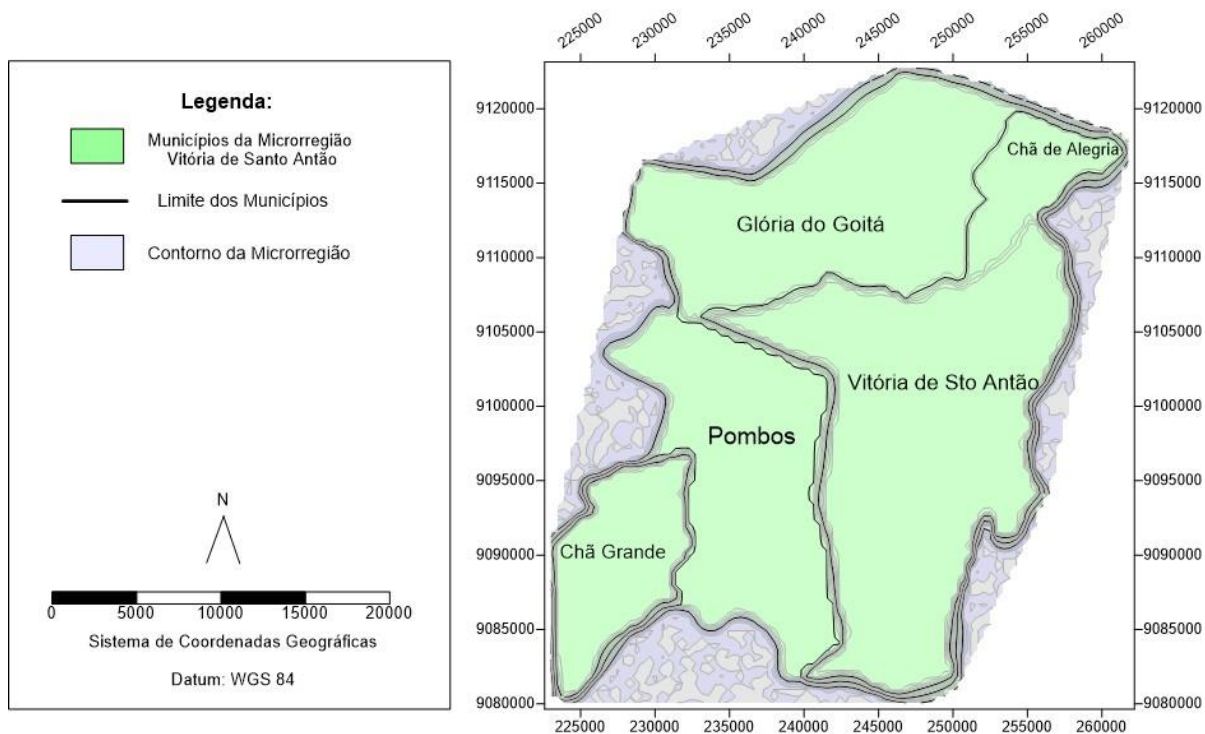 Legenda:
Municípios da Microrregião
Vitória de Santo Antão
Limite dos Municípios
Contorno da Microrregião
N
0 5000 10000 15000 20000
Sistema de Coordenadas Geográficas
Datum: WGS 84
225000 230000 235000 240000 245000 250000 255000 260000
9120000 9120000
Chã de Alegria
9115000 9115000
Glória do Goitá
9110000 9110000
9105000 9105000
Vitória de Sto Antão
9100000 9100000
Pombos
9095000 9095000
Chã Grande
9090000 9090000
9085000 9085000
9080000 9080000
225000 230000 235000 240000 245000 250000 255000 260000